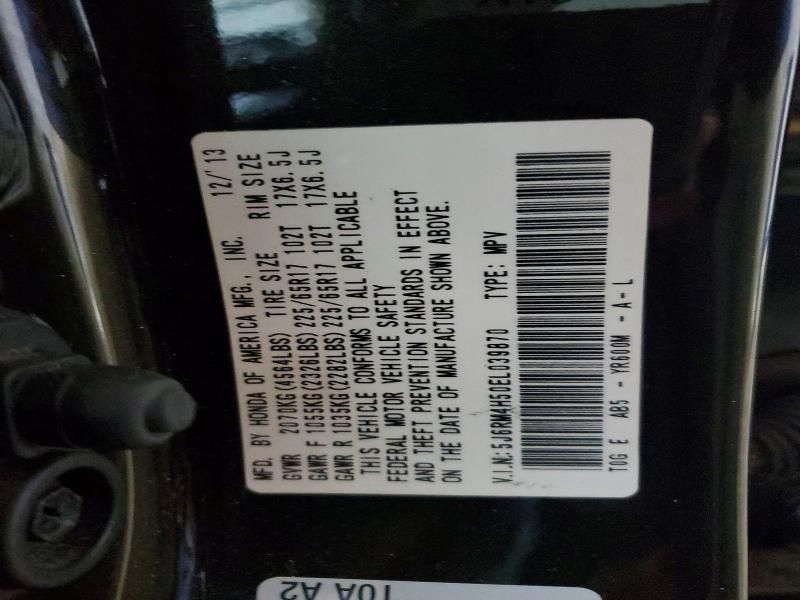 MFD. BY HONDA OF AMERICA MFG., INC. 12/'13
GVWR 2070KG(4564LBS) TIRE SIZE RIM SIZE
GAWR F 1055KG(2326LBS) 225/65R17 102T 17X6.5J
GAWR R 1035KG(2282LBS) 225/65R17 102T 17X6.5J
THIS VEHICLE CONFORMS TO ALL APPLICABLE
FEDERAL MOTOR VEHICLE SAFETY
AND THEFT PREVENTION STANDARDS IN EFFECT
ON THE DATE OF MANUFACTURE SHOWN ABOVE.
V.I.N:5J6RM4H50EL039870 TYPE: MPV
T0G E AB5 - YR600M - A - L
T0A A2